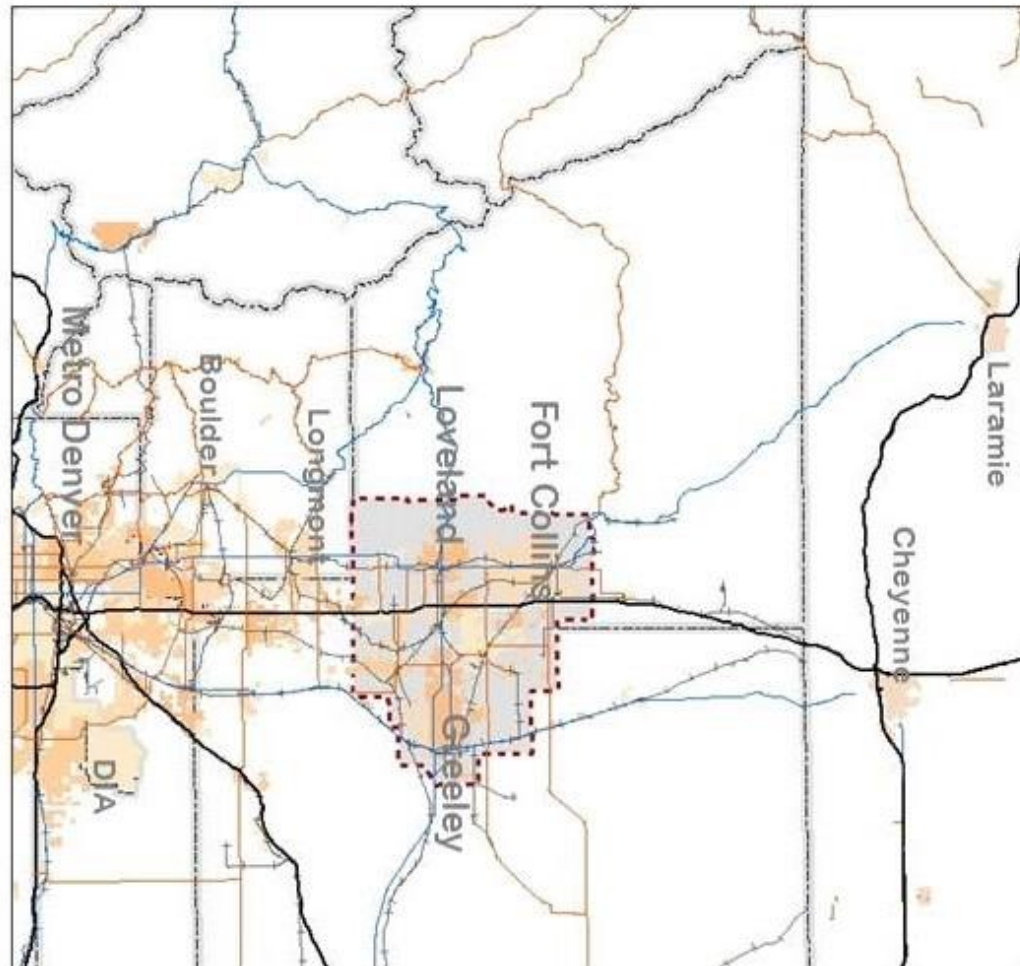 Laramie
Cheyenne
Fort Collins
Loveland
Greeley
Longmont
Boulder
Metro Denver
DIA